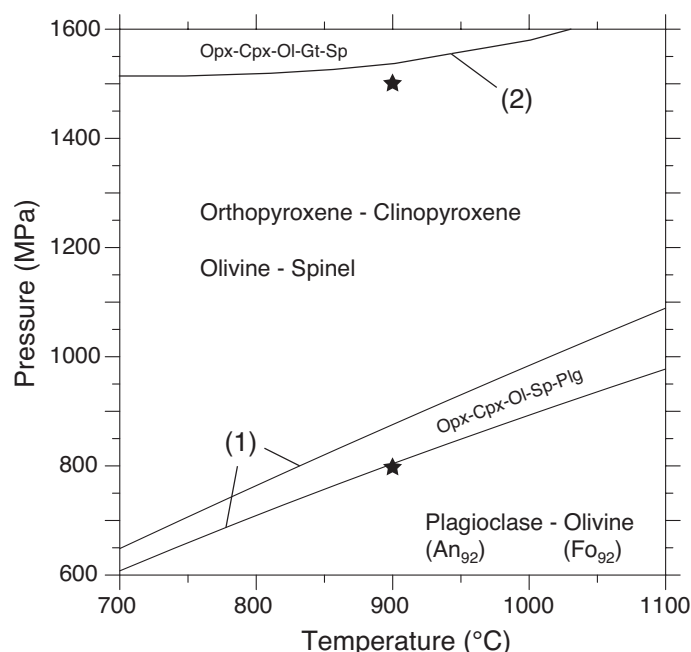 1600
Opx-Cpx-Ol-Gt-Sp
(2)
1400
Orthopyroxene - Clinopyroxene
1200
Olivine - Spinel
Pressure (MPa)
1000
Opx-Cpx-Ol-Sp-Plg
(1)
800
Plagioclase - Olivine
(An92) (Fo92)
600
700 800 900 1000 1100
Temperature (°C)